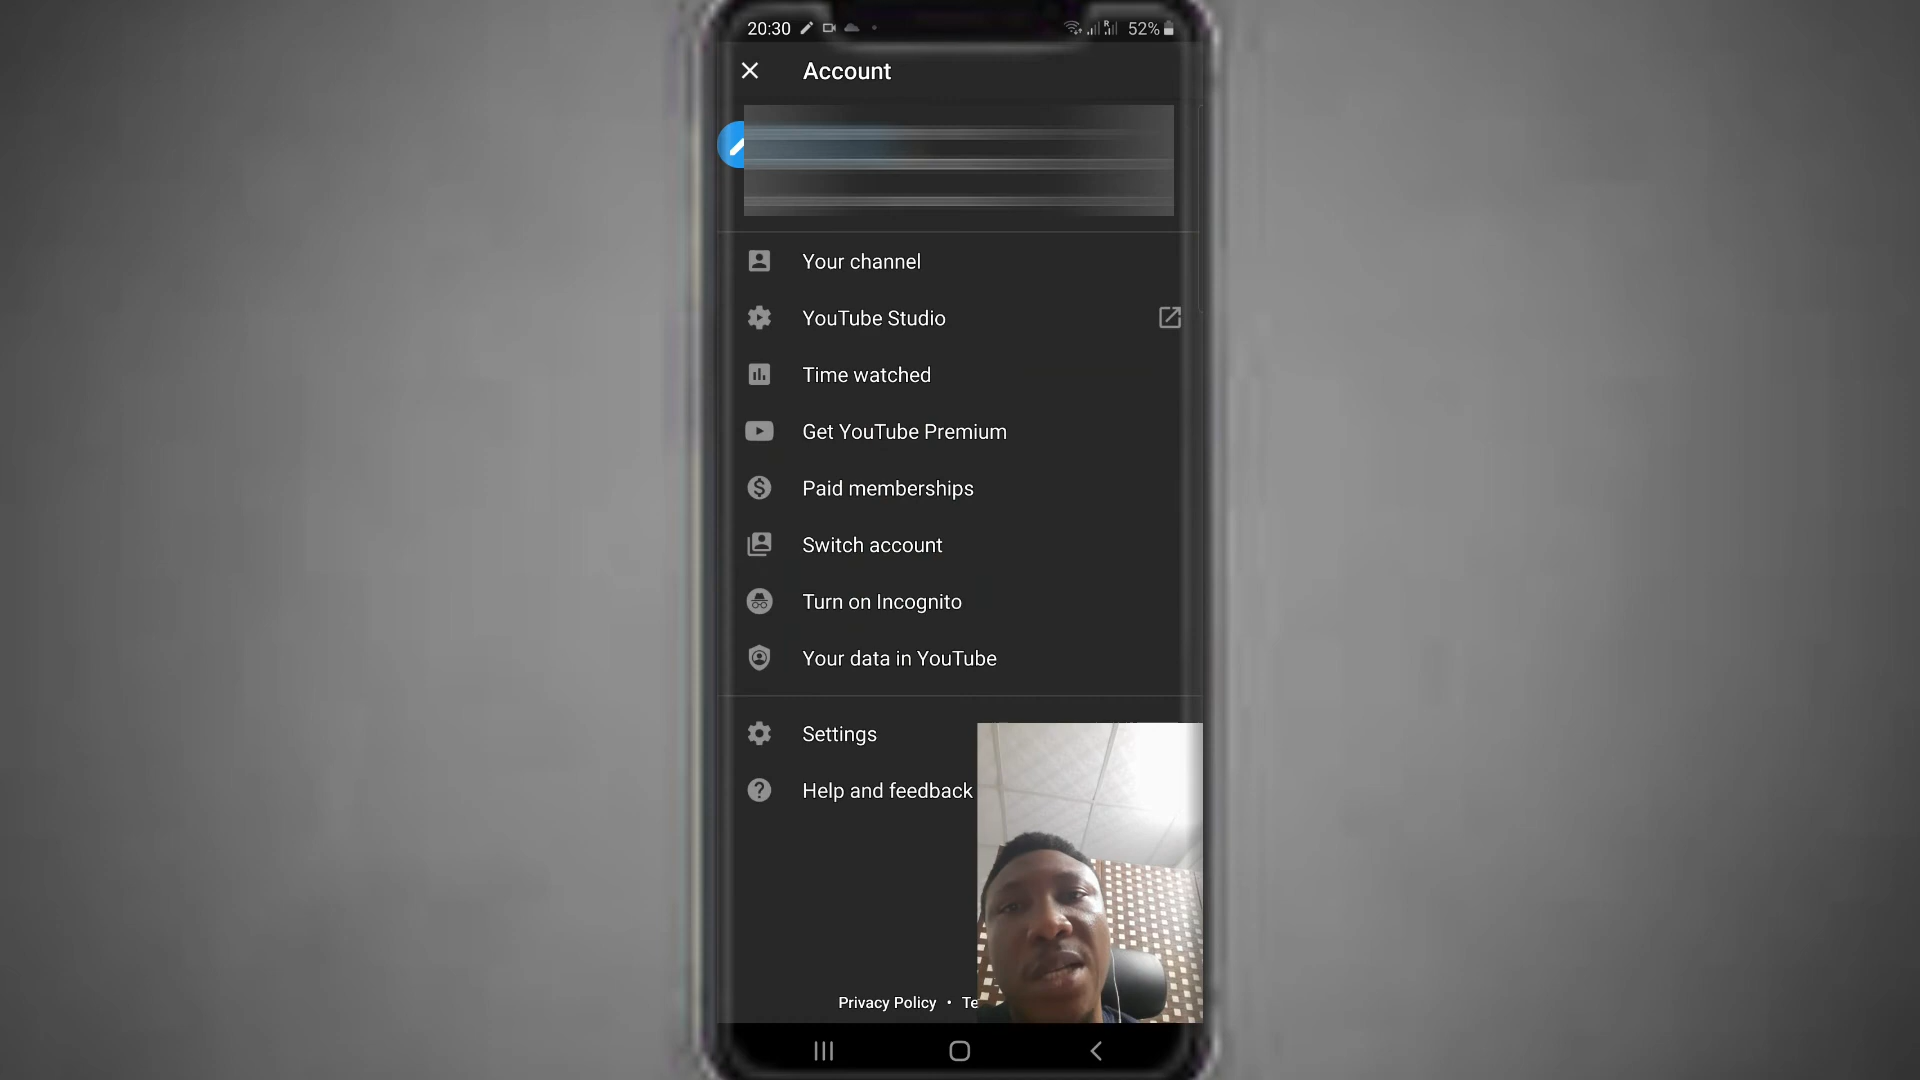 20:30
52%
Account
Your channel
YouTube Studio
Time watched
Get YouTube Premium
Paid memberships
Switch account
Turn on Incognito
Your data in YouTube
Settings
Help and feedback
Privacy Policy • Te